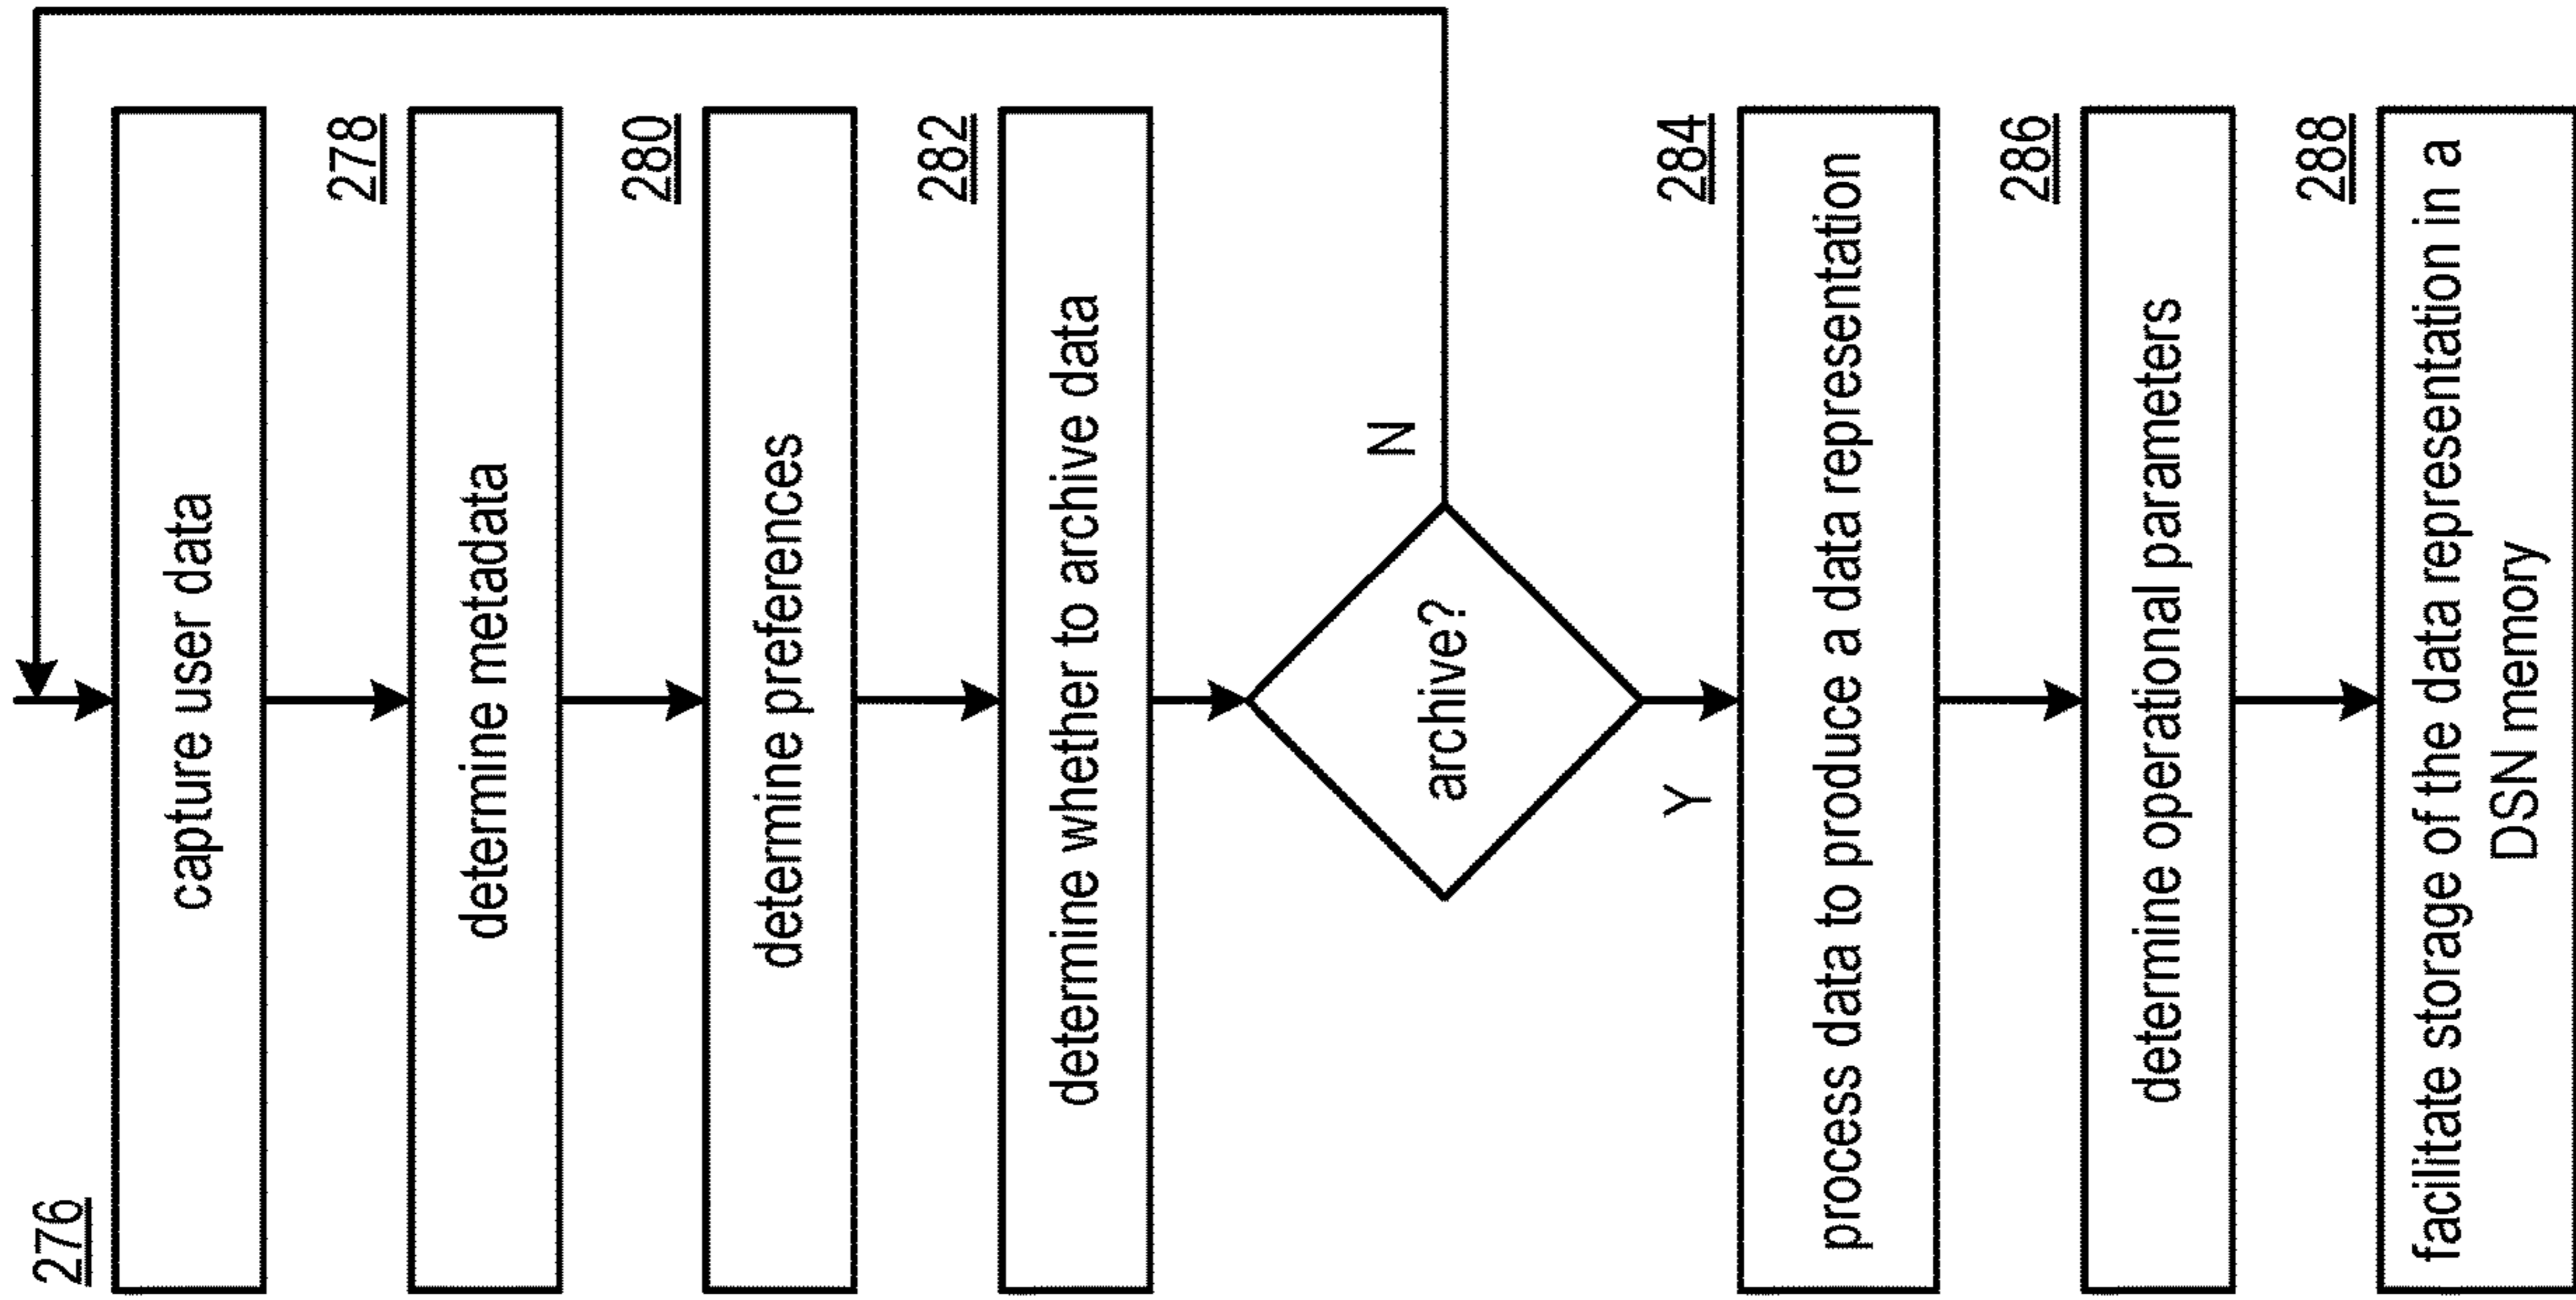 276
capture user data
278
determine metadata
280
determine preferences
282
determine whether to archive data
archive?
N
Y
284
process data to produce a data representation
286
determine operational parameters
288
facilitate storage of the data representation in a
DSN memory